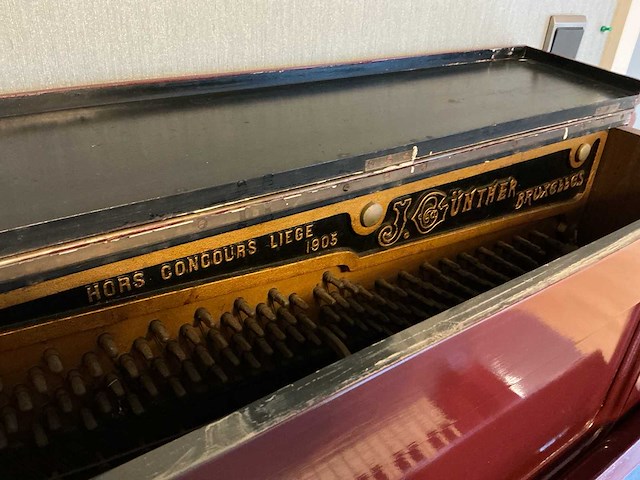 HORS CONCOURS LIEGE
1905
J. GÜNTHER
BRUXELLES